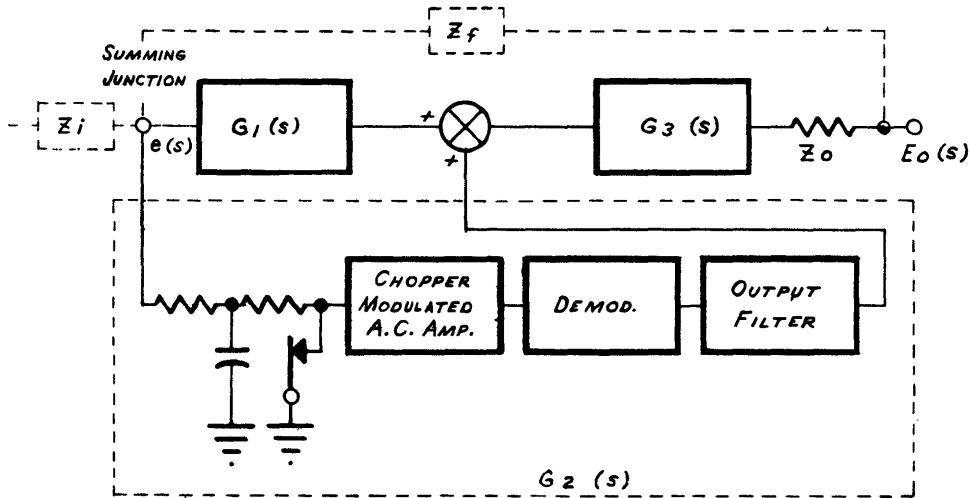 Zf
SUMMING
JUNCTION
Zi
e(s)
G1(s)
+
+
G3(s)
Zo
Eo(s)
CHOPPER
MODULATED
A.C. AMP.
DEMOD.
OUTPUT
FILTER
G2 (s)